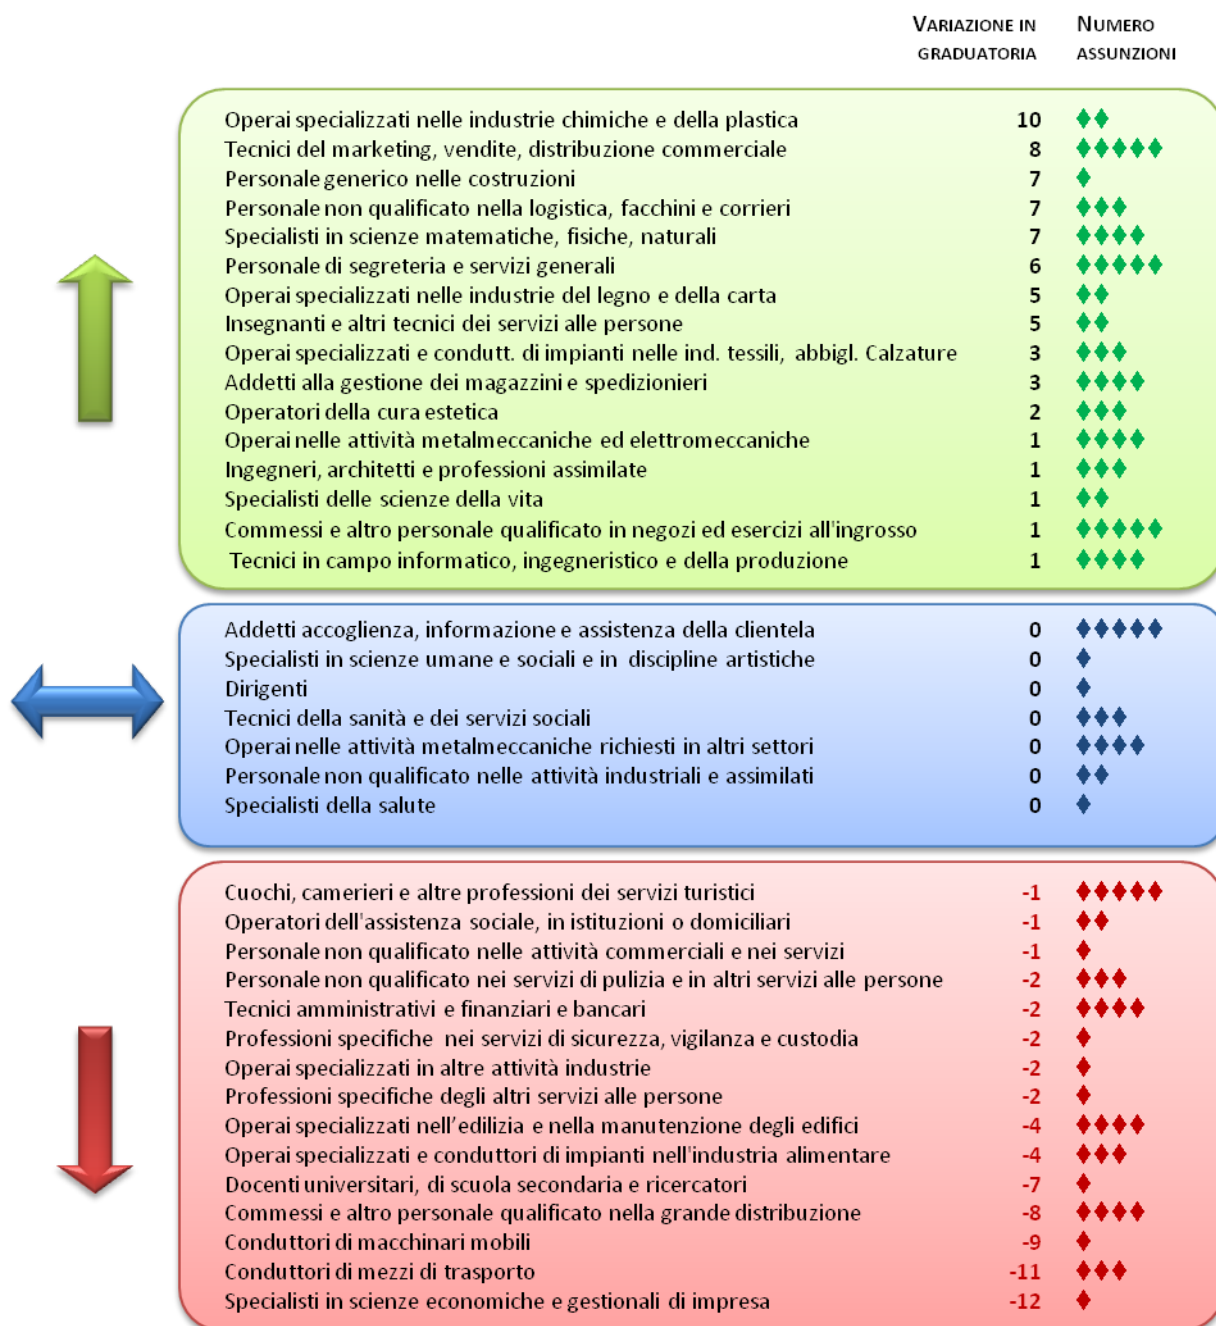 VARIAZIONE IN GRADUATORIA NUMERO ASSUNZIONI
Operai specializzati nelle industrie chimiche e della plastica 10 ♦♦
Tecnici del marketing, vendite, distribuzione commerciale 8 ♦♦♦♦♦
Personale generico nelle costruzioni 7 ♦
Personale non qualificato nella logistica, facchini e corrieri 7 ♦♦♦
Specialisti in scienze matematiche, fisiche, naturali 7 ♦♦♦♦
Personale di segreteria e servizi generali 6 ♦♦♦♦♦
Operai specializzati nelle industrie del legno e della carta 5 ♦♦
Insegnanti e altri tecnici dei servizi alle persone 5 ♦♦
Operai specializzati e condutt. di impianti nelle ind. tessili, abbigl. Calzature 3 ♦♦♦
Addetti alla gestione dei magazzini e spedizionieri 3 ♦♦♦♦
Operatori della cura estetica 2 ♦♦♦
Operai nelle attività metalmeccaniche ed elettromeccaniche 1 ♦♦♦♦
Ingegneri, architetti e professioni assimilate 1 ♦♦♦
Specialisti delle scienze della vita 1 ♦♦
Commessi e altro personale qualificato in negozi ed esercizi all'ingrosso 1 ♦♦♦♦♦
Tecnici in campo informatico, ingegneristico e della produzione 1 ♦♦♦♦
Addetti accoglienza, informazione e assistenza della clientela 0 ♦♦♦♦♦
Specialisti in scienze umane e sociali e in discipline artistiche 0 ♦
Dirigenti 0 ♦
Tecnici della sanità e dei servizi sociali 0 ♦♦♦
Operai nelle attività metalmeccaniche richiesti in altri settori 0 ♦♦♦♦
Personale non qualificato nelle attività industriali e assimilati 0 ♦♦
Specialisti della salute 0 ♦
Cuochi, camerieri e altre professioni dei servizi turistici -1 ♦♦♦♦♦
Operatori dell'assistenza sociale, in istituzioni o domiciliari -1 ♦♦
Personale non qualificato nelle attività commerciali e nei servizi -1 ♦
Personale non qualificato nei servizi di pulizia e in altri servizi alle persone -2 ♦♦♦
Tecnici amministrativi e finanziari e bancari -2 ♦♦♦♦
Professioni specifiche nei servizi di sicurezza, vigilanza e custodia -2 ♦
Operai specializzati in altre attività industrie -2 ♦
Professioni specifiche degli altri servizi alle persone -2 ♦
Operai specializzati nell'edilizia e nella manutenzione degli edifici -4 ♦♦♦♦
Operai specializzati e conduttori di impianti nell'industria alimentare -4 ♦♦♦
Docenti universitari, di scuola secondaria e ricercatori -7 ♦
Commessi e altro personale qualificato nella grande distribuzione -8 ♦♦♦♦
Conduttori di macchinari mobili -9 ♦
Conduttori di mezzi di trasporto -11 ♦♦♦
Specialisti in scienze economiche e gestionali di impresa -12 ♦